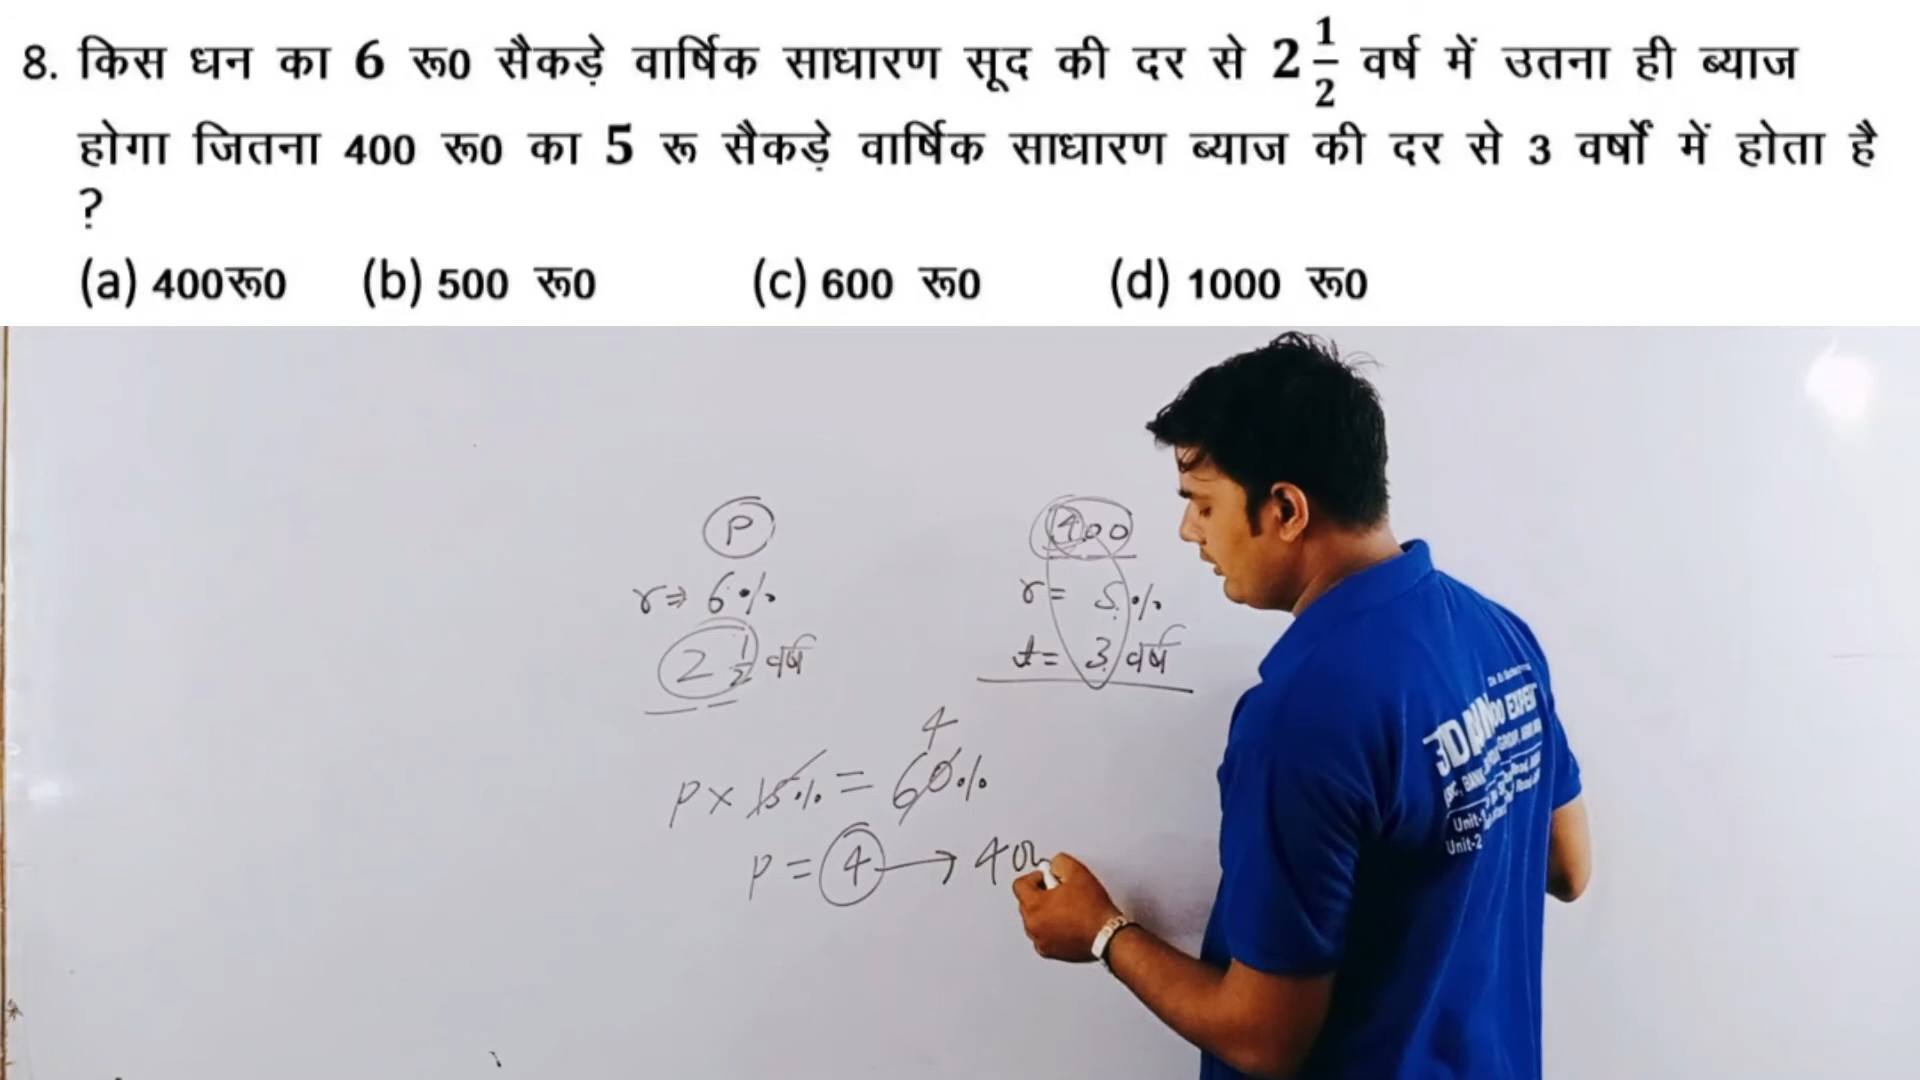 8. किस धन का 6 रू0 सैकड़े वार्षिक साधारण सूद की दर से 2 1/2 वर्ष में उतना ही ब्याज
होगा जितना 400 रू0 का 5 रू सैकड़े वार्षिक साधारण ब्याज की दर से 3 वर्षों में होता है
?
(a) 400रू0 (b) 500 रू0 (c) 600 रू0 (d) 1000 रू0
P 400
r⇒ 6% r= 5%
2 1/2 वर्ष t= 3 वर्ष
4
P × 15% = 60%
P = 4 → 400
Unit-2